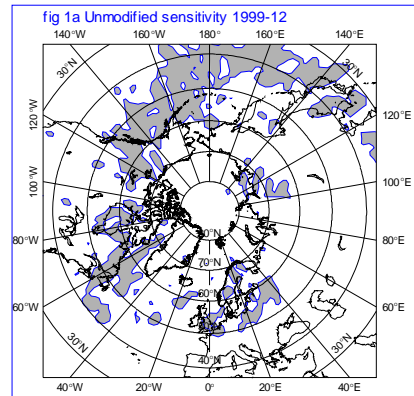 fig 1a Unmodified sensitivity 1999-12
140°W 160°W 180°W 160°E 140°E
30°N 30°N
120°W 120°E
100°W 100°E
80°W 80°E
80°N
70°N
60°W 60°N 60°E
50°N
30°N 30°N
40°N
40°W 20°W 0° 20°E 40°E